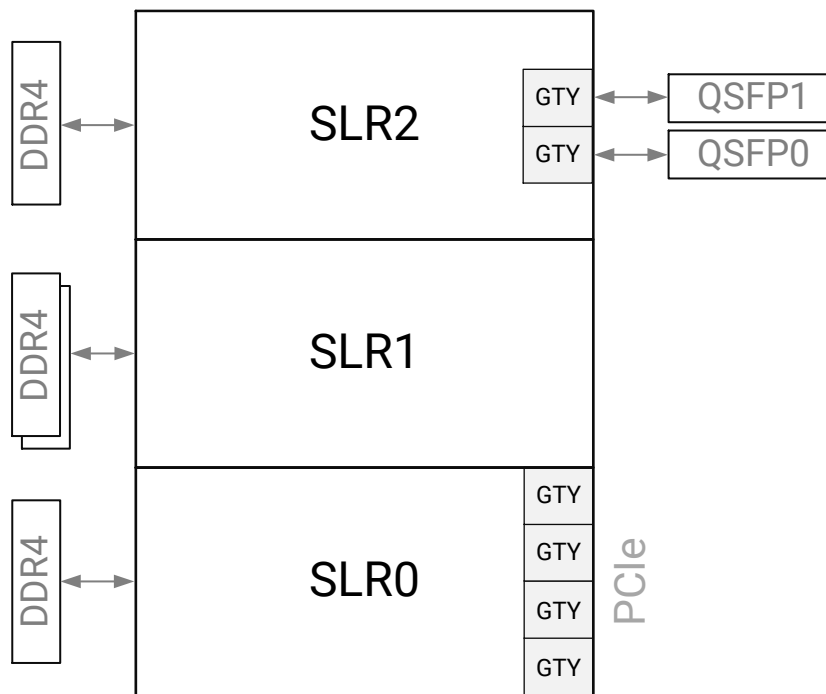 DDR4
SLR2
GTY
QSFP1
GTY
QSFP0
DDR4
SLR1
DDR4
SLR0
GTY
GTY
GTY
GTY
PCIe